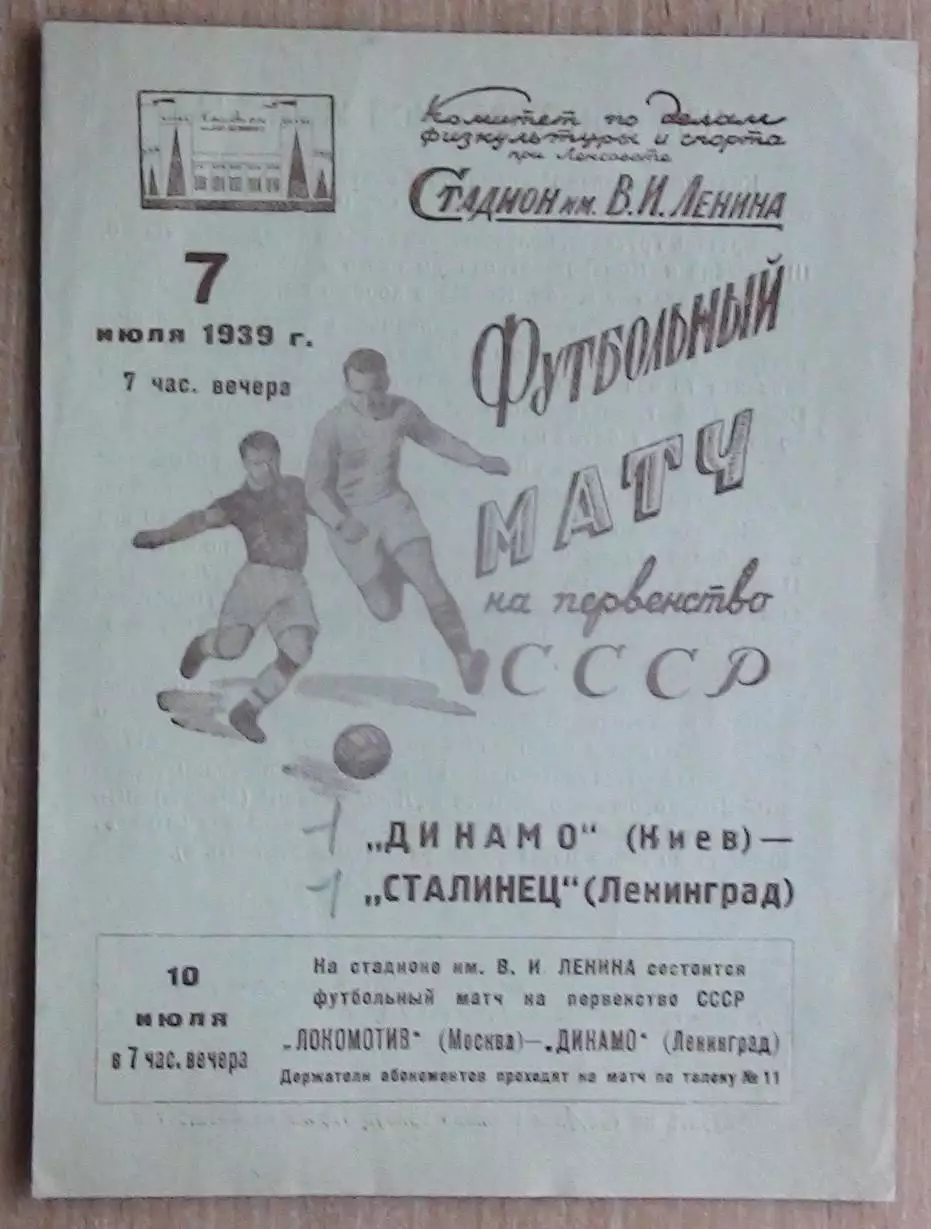 Стадион
Комитет по делам
физкультуры и спорта
при Ленсовете
СТАДИОН им. В. И. ЛЕНИНА
7
июля 1939 г.
7 час. вечера
ФУТБОЛЬНЫЙ
МАТЧ
на первенство
СССР
1 „ДИНАМО“ (Киев)—
1 „СТАЛИНЕЦ“ (Ленинград)
10
июля
в 7 час. вечера
На стадионе им. В. И ЛЕНИНА состоится
футбольный матч на первенство СССР
„ЛОКОМОТИВ“ (Москва)—„ДИНАМО“ (Ленинград)
Держатели абонементов проходят на матч по талону № 11